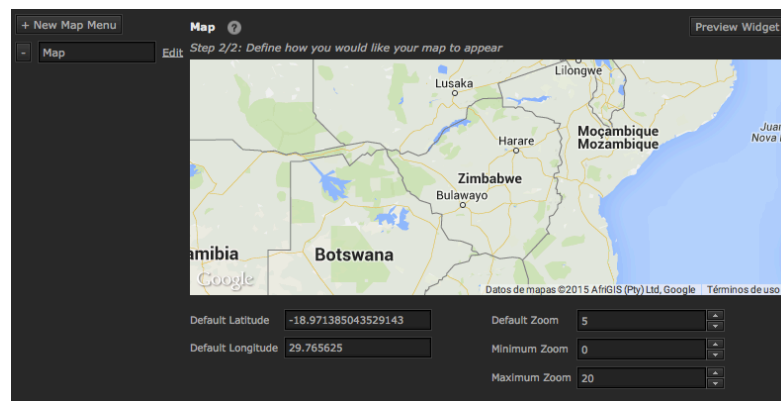 + New Map Menu
- Map Edit
Map ?
Preview Widget
Step 2/2: Define how you would like your map to appear
Lilongwe
Lusaka
Harare
Moçambique
Mozambique
Juan
Nova
Zimbabwe
Bulawayo
amibia
Botswana
Google
Datos de mapas ©2015 AfriGIS (Pty) Ltd, Google Términos de uso
Default Latitude -18.971385043529143
Default Longitude 29.765625
Default Zoom 5
Minimum Zoom 0
Maximum Zoom 20